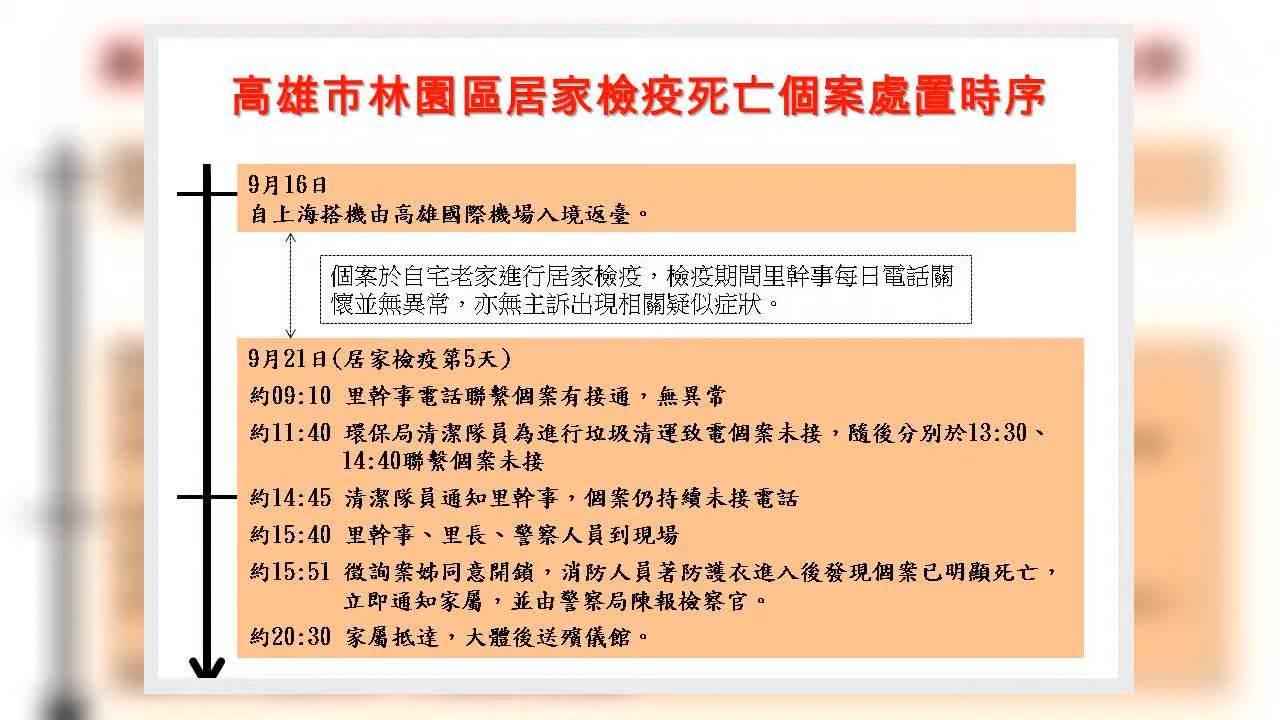 高雄市林園區居家檢疫死亡個案處置時序
9月16日
自上海搭機由高雄國際機場入境返臺。
個案於自宅老家進行居家檢疫，檢疫期間里幹事每日電話關
懷並無異常，亦無主訴出現相關疑似症狀。
9月21日(居家檢疫第5天)
約09:10 里幹事電話聯繫個案有接通，無異常
約11:40 環保局清潔隊員為進行垃圾清運致電個案未接，隨後分別於13:30、
14:40聯繫個案未接
約14:45 清潔隊員通知里幹事，個案仍持續未接電話
約15:40 里幹事、里長、警察人員到現場
約15:51 徵詢案姊同意開鎖，消防人員著防護衣進入後發現個案已明顯死亡，
立即通知家屬，並由警察局陳報檢察官。
約20:30 家屬抵達，大體後送殯儀館。